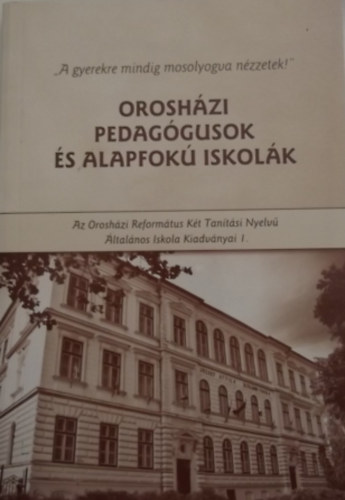 „A gyerekre mindig mosolyogva nézzetek!"
OROSHÁZI
PEDAGÓGUSOK
ÉS ALAPFOKÚ ISKOLÁK
Az Orosházi Református Két Tanítási Nyelvű
Általános Iskola Kiadványai 1.